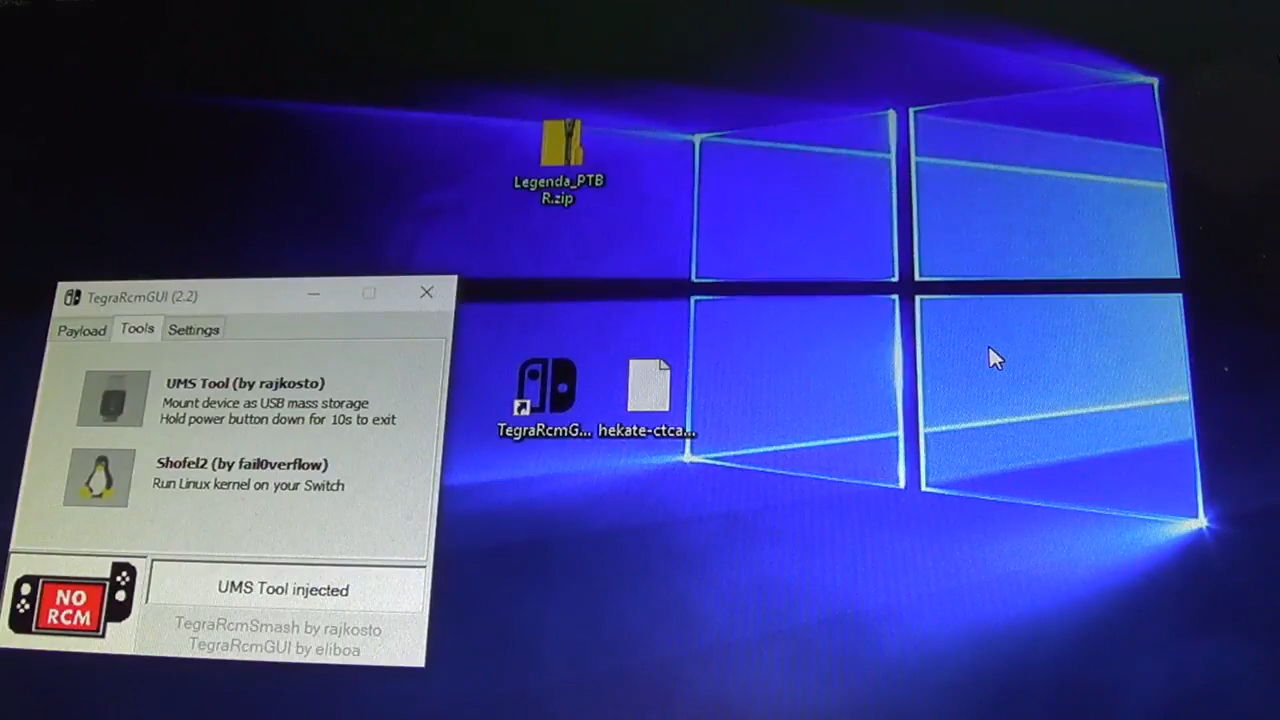 Legenda_PTB
R.zip
TegraRcmGUI (2.2)
Payload Tools Settings
UMS Tool (by rajkosto)
Mount device as USB mass storage
Hold power button down for 10s to exit
Shofel2 (by fail0verflow)
Run Linux kernel on your Switch
TegraRcmG... hekate-ctca...
NO
RCM
UMS Tool injected
TegraRcmSmash by rajkosto
TegraRcmGUI by eliboa